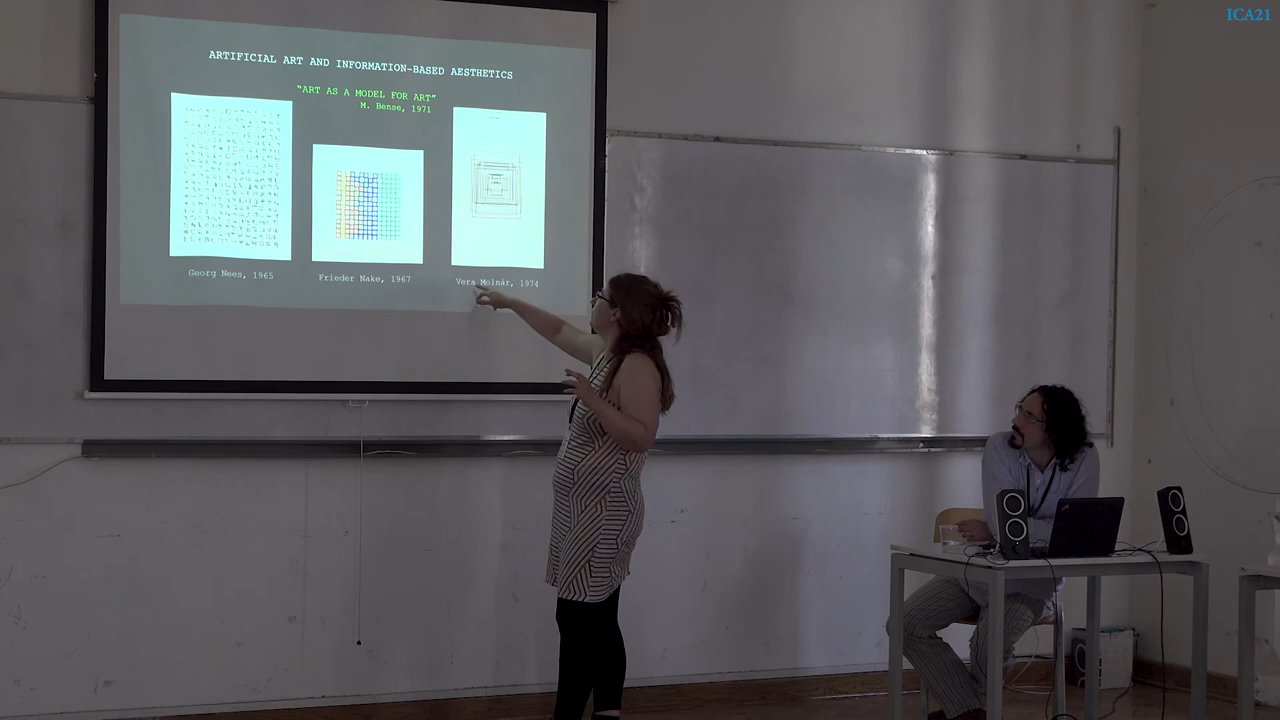 ICA21
ARTIFICIAL ART AND INFORMATION-BASED AESTHETICS
"ART AS A MODEL FOR ART"
M. Bense, 1971
Georg Nees, 1965
Frieder Nake, 1967
Vera Molnár, 1974